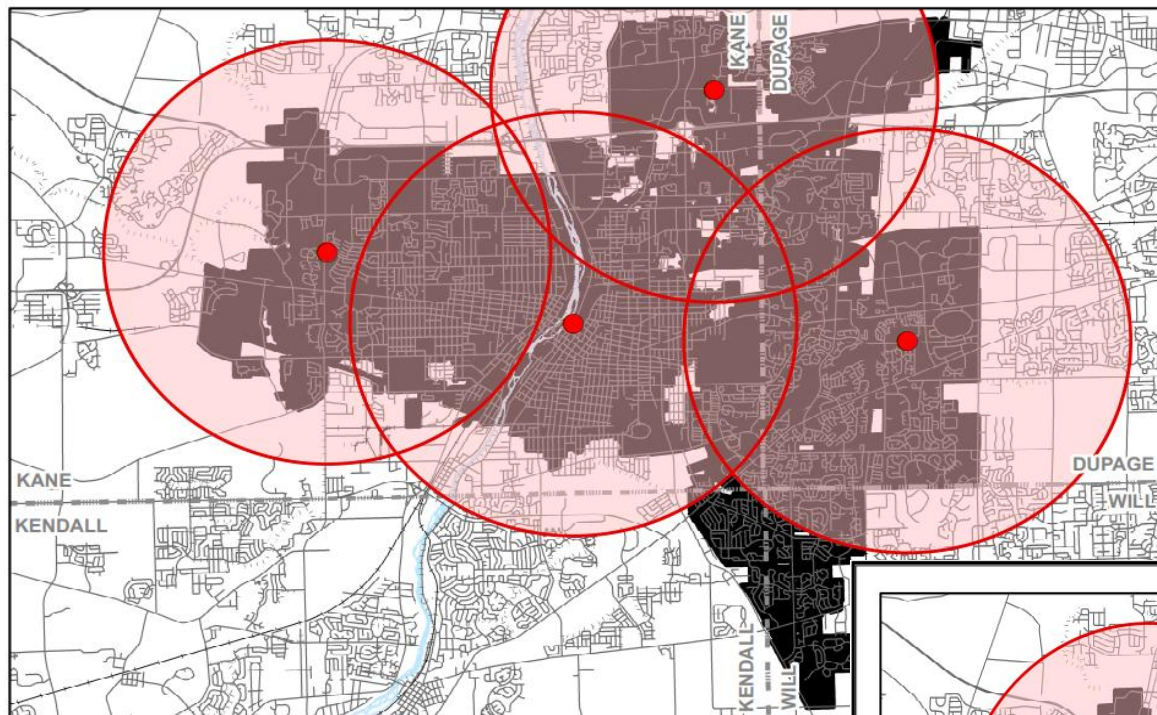 KANE
DUPAGE
KANE
KENDALL
DUPAGE
WILL
KENDALL
WILL